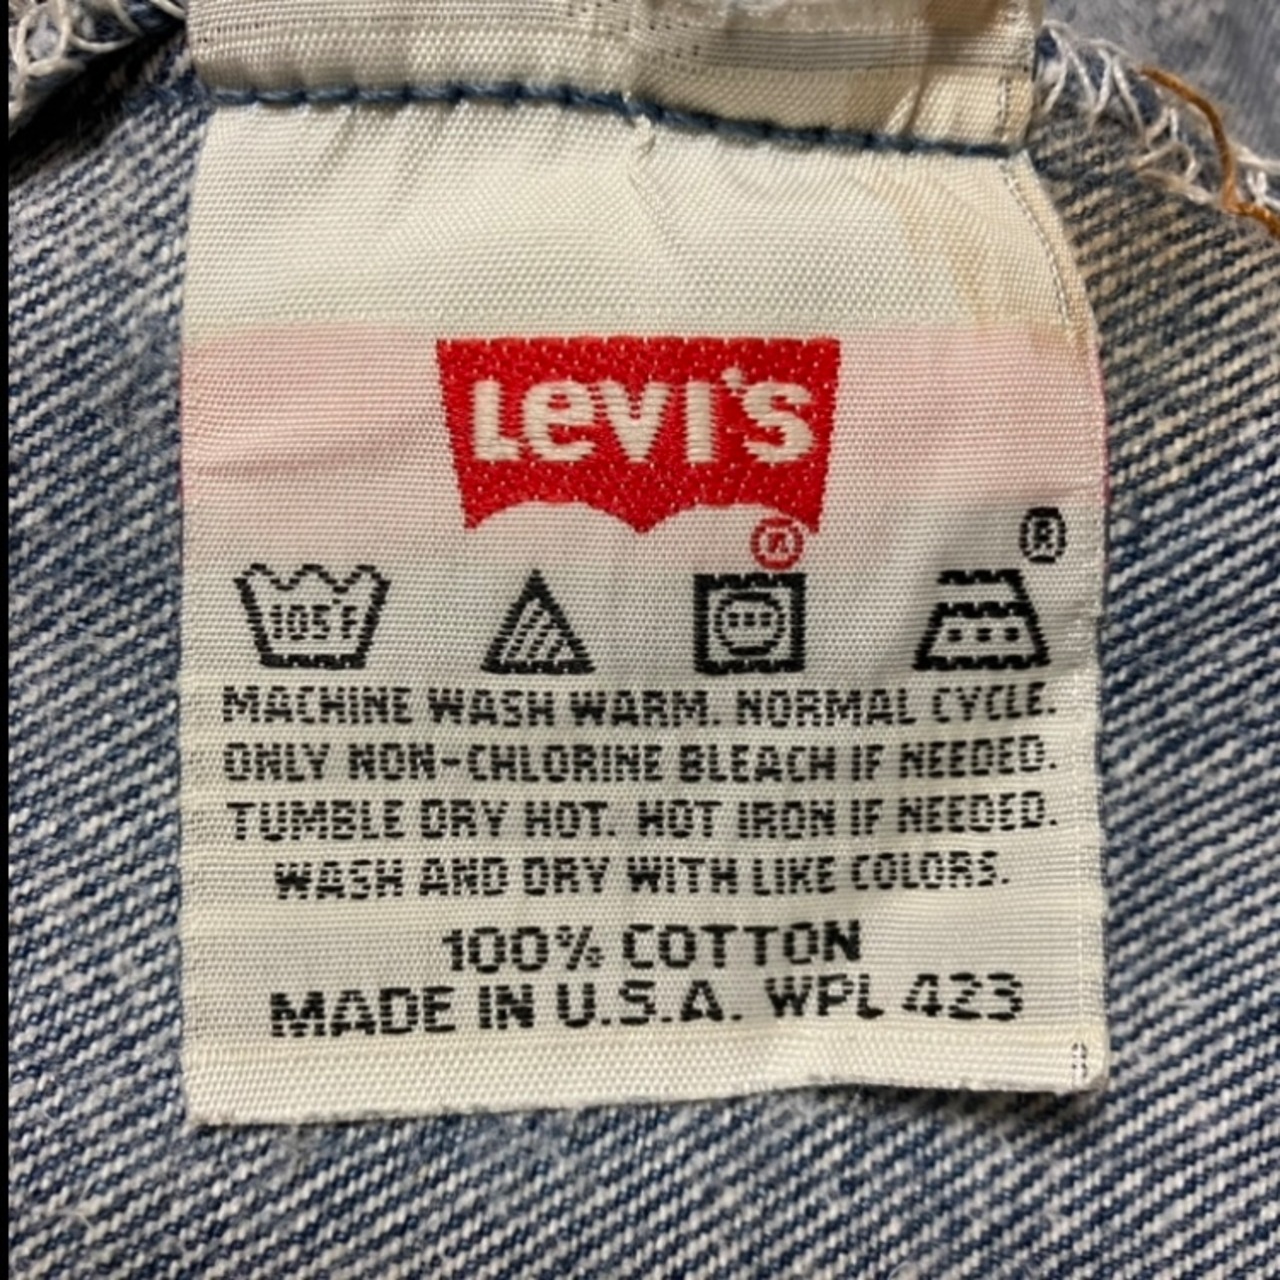 LEVI'S
®
®
105°F
MACHINE WASH WARM. NORMAL CYCLE.
ONLY NON-CHLORINE BLEACH IF NEEDED.
TUMBLE DRY HOT. HOT IRON IF NEEDED.
WASH AND DRY WITH LIKE COLORS.
100% COTTON
MADE IN U.S.A. WPL 423